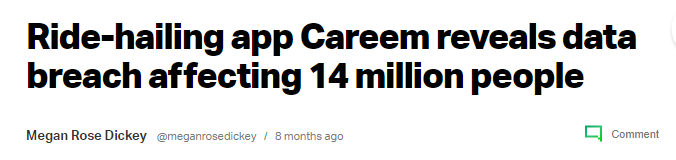 Ride-hailing app Careem reveals data
breach affecting 14 million people
Megan Rose Dickey @meganrosedickey / 8 months ago Comment